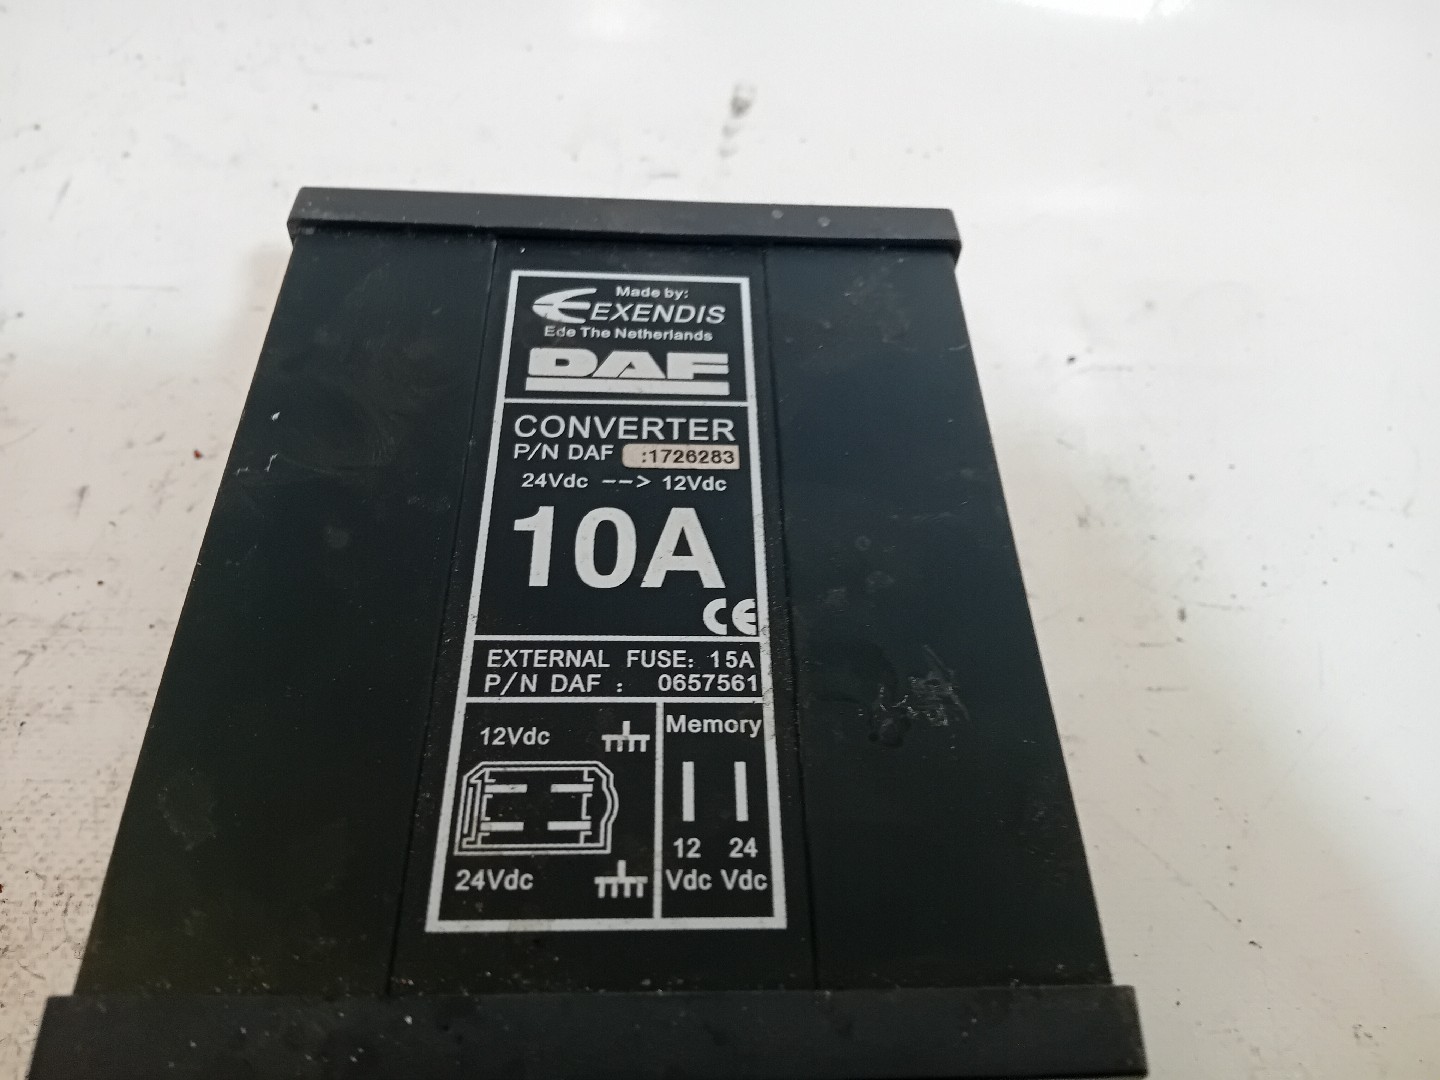 Made by:
EXENDIS
Ede The Netherlands
DAF
CONVERTER
P/N DAF :1726283
24Vdc --> 12Vdc
10A
CE
EXTERNAL FUSE: 15A
P/N DAF : 0657561
12Vdc
24Vdc
Memory
12 24
Vdc Vdc